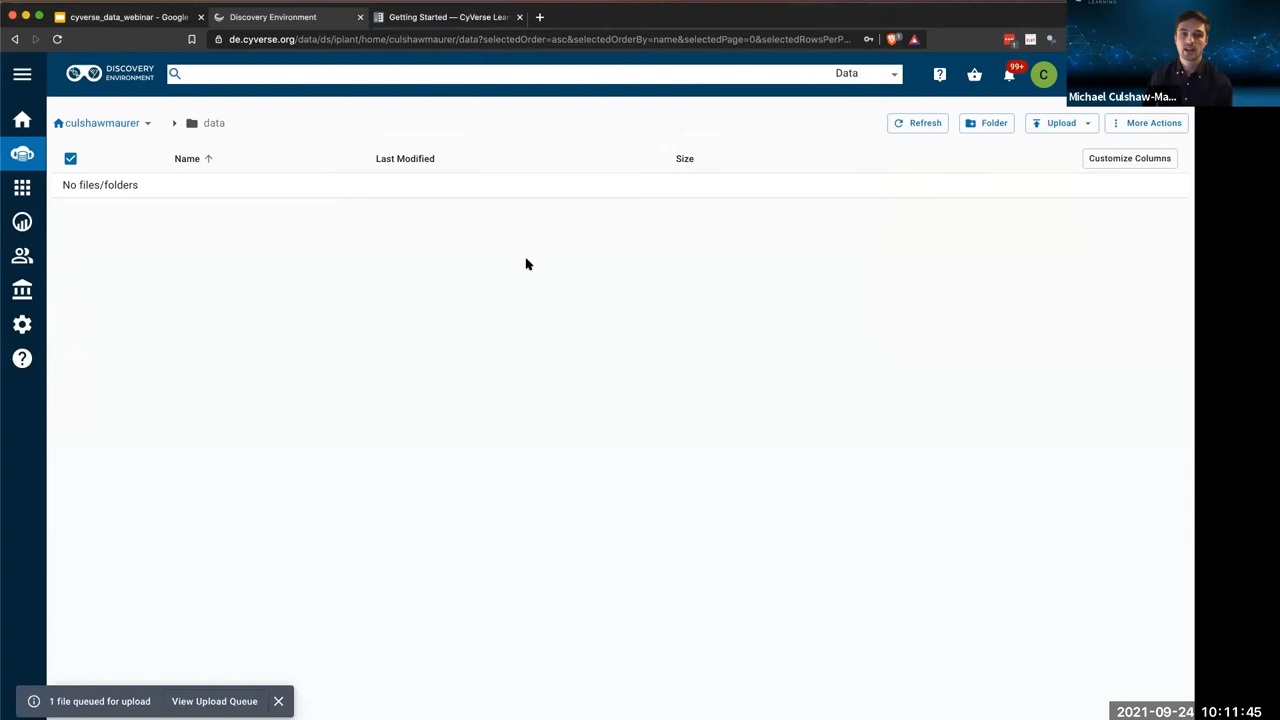 cyverse_data_webinar - Google
Discovery Environment
Getting Started — CyVerse Lea
de.cyverse.org/data/ds/iplant/home/culshawmaurer/data?selectedOrder=asc&selectedOrderBy=name&selectedPage=0&selectedRowsPerP...
LEARNING
DISCOVERY
ENVIRONMENT
Data
99+
C
Michael Culshaw-Ma...
culshawmaurer
data
Refresh
Folder
Upload
More Actions
Name
Last Modified
Size
Customize Columns
No files/folders
1 file queued for upload
View Upload Queue
2021-09-24 10:11:45